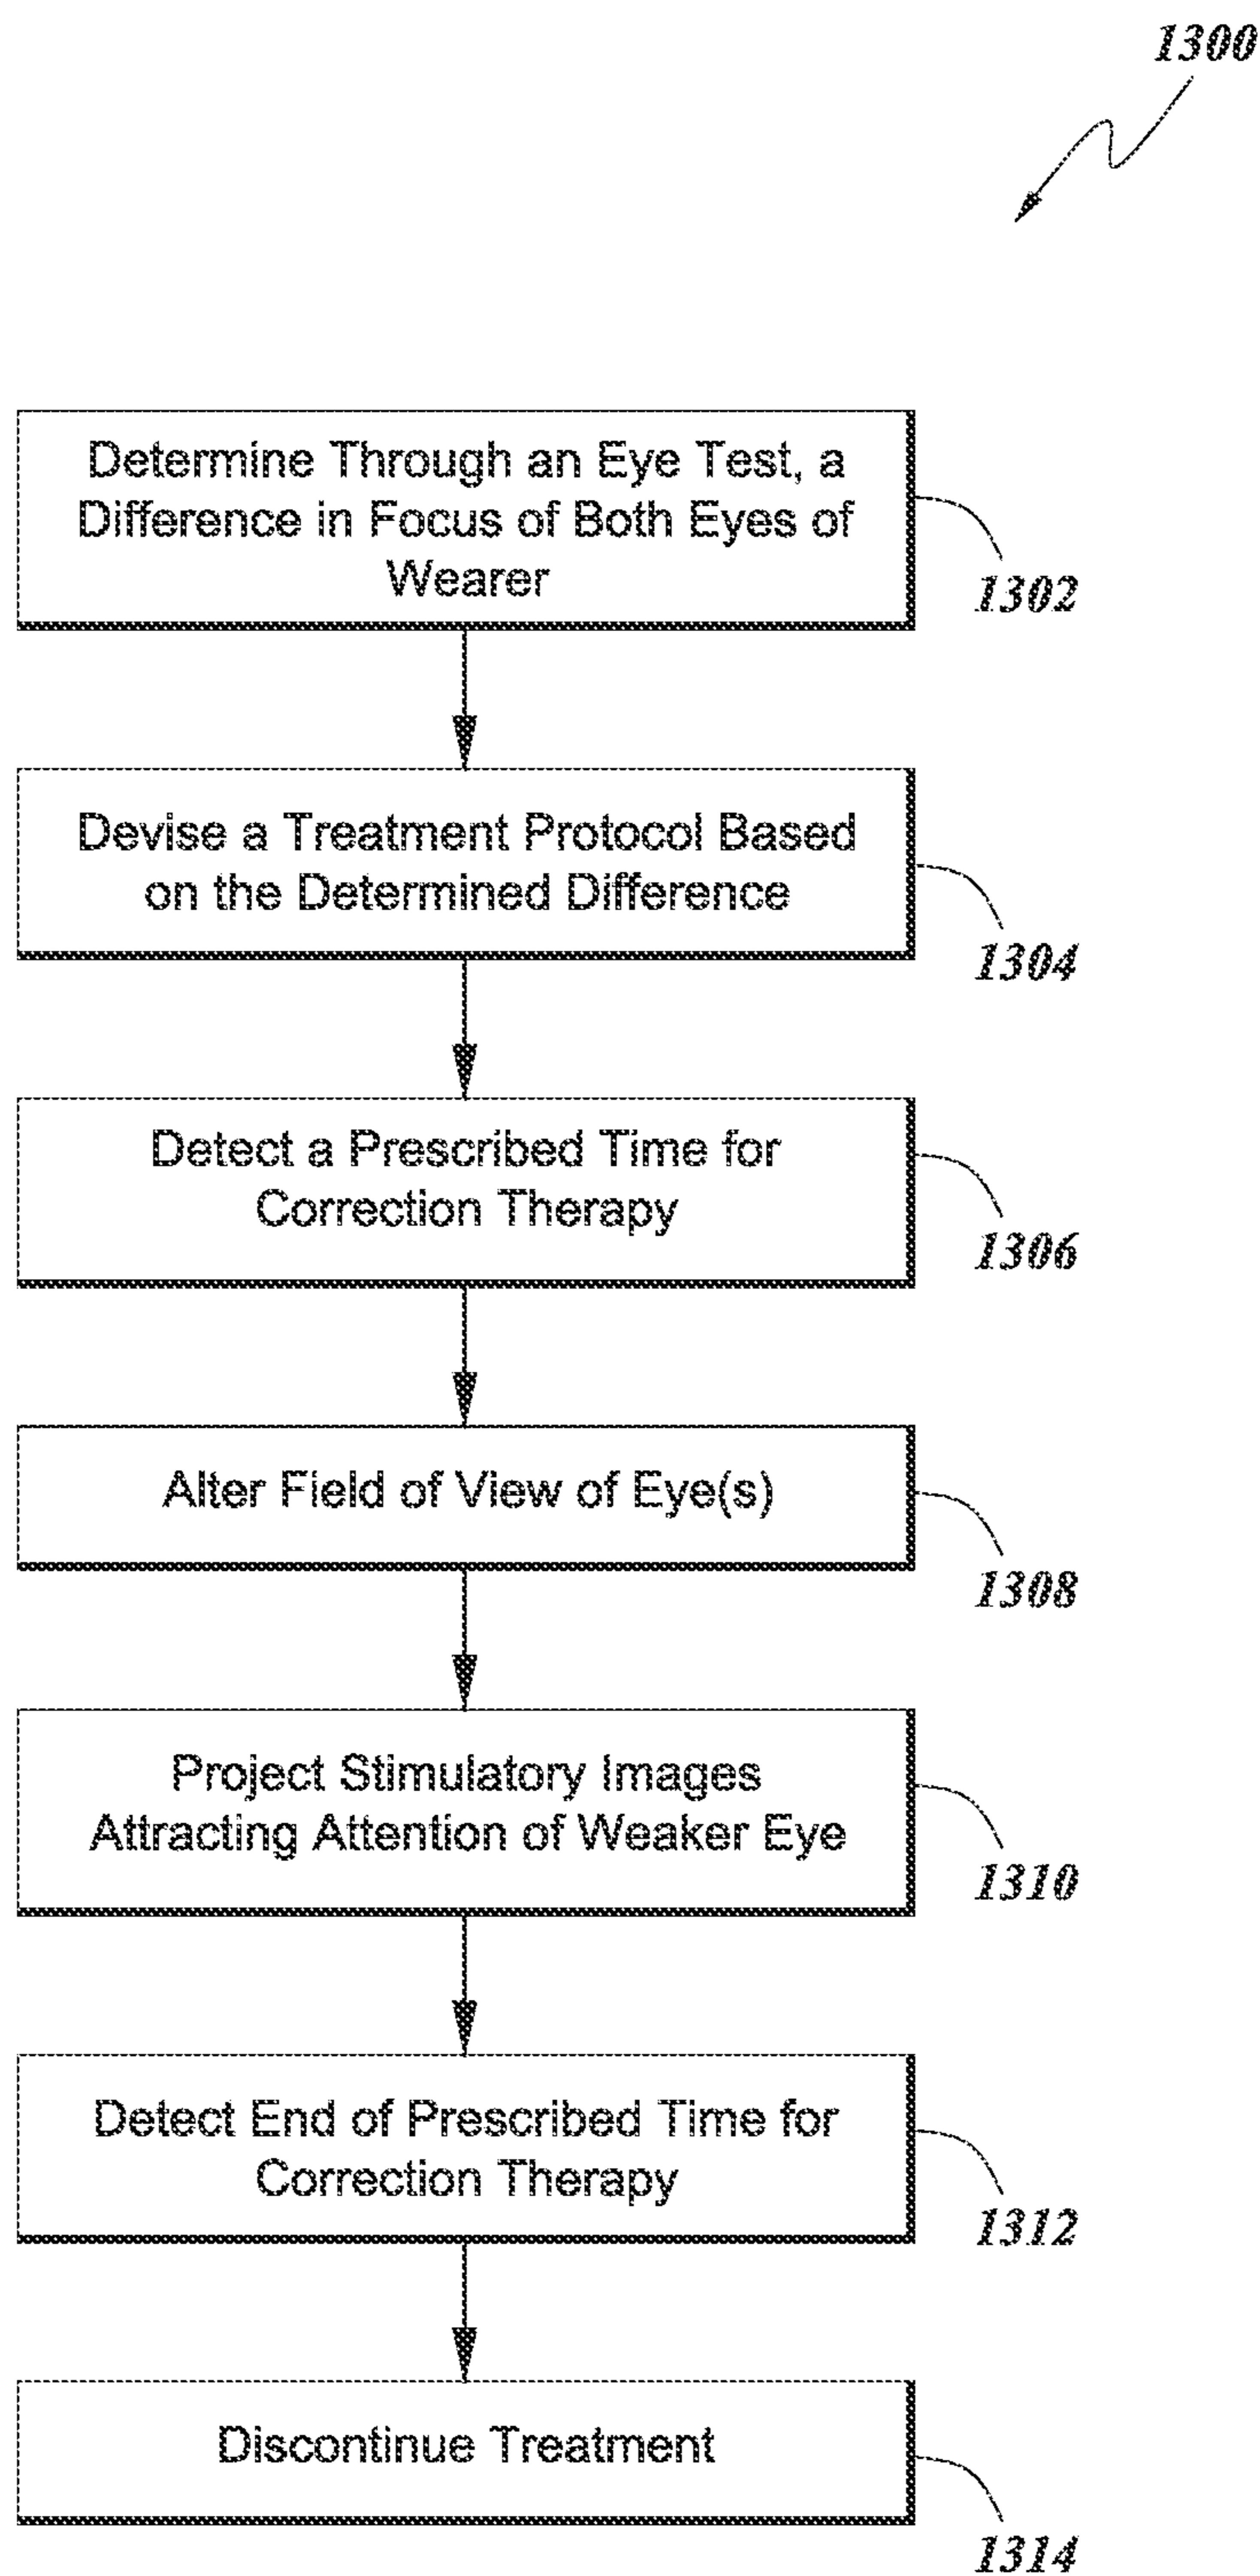 1300
Determine Through an Eye Test, a
Difference in Focus of Both Eyes of
Wearer
1302
Devise a Treatment Protocol Based
on the Determined Difference
1304
Detect a Prescribed Time for
Correction Therapy
1306
Alter Field of View of Eye(s)
1308
Project Stimulatory Images
Attracting Attention of Weaker Eye
1310
Detect End of Prescribed Time for
Correction Therapy
1312
Discontinue Treatment
1314